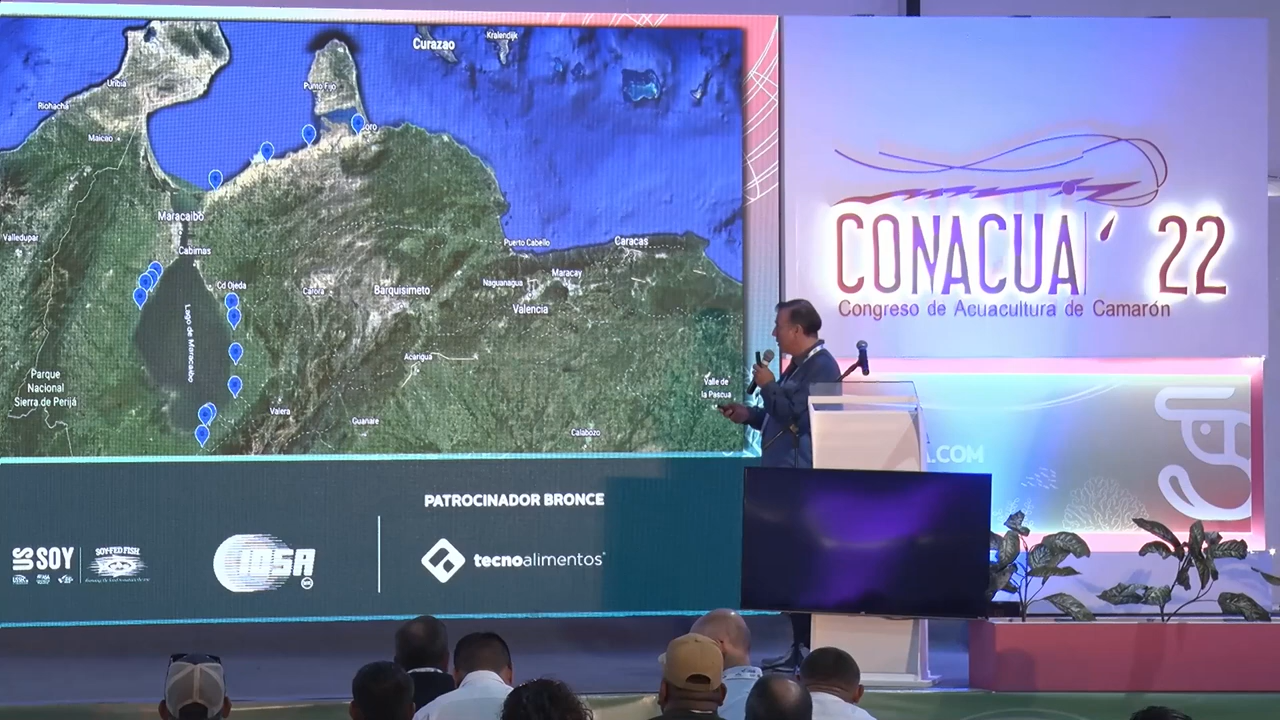 Curazao
Kralendijk
Uribia
Punto Fijo
Riohacha
Coro
Maicao
Maracaibo
Valledupar
Cabimas
Puerto Cabello
Caracas
Maracay
Naguanagua
Cd Ojeda
Carora
Barquisimeto
Valencia
Lago de Maracaibo
Acarigua
Parque
Nacional
Sierra de Perijá
Valle de
la Pascua
Valera
Guanare
Calabozo
CONACUA' 22
Congreso de Acuacultura de Camarón
.COM
PATROCINADOR BRONCE
US SOY
SOY-FED FISH
IOSA
tecnoalimentos